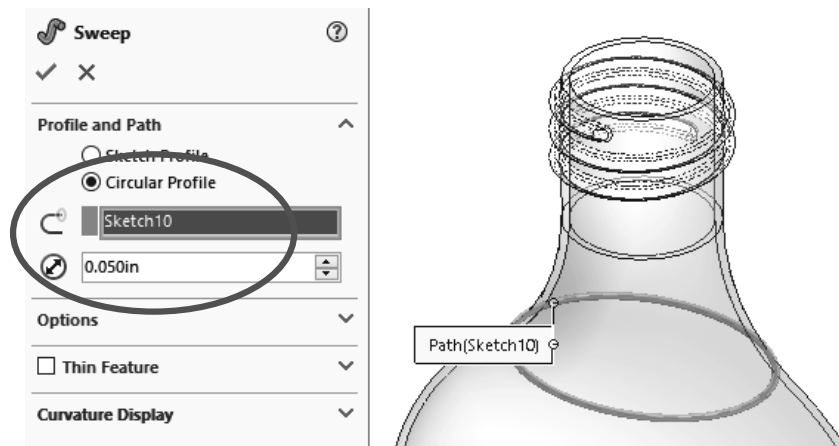 Sweep
?
Profile and Path
Sketch Profile
Circular Profile
Sketch10
0.050in
Options
Thin Feature
Curvature Display
Path(Sketch10)